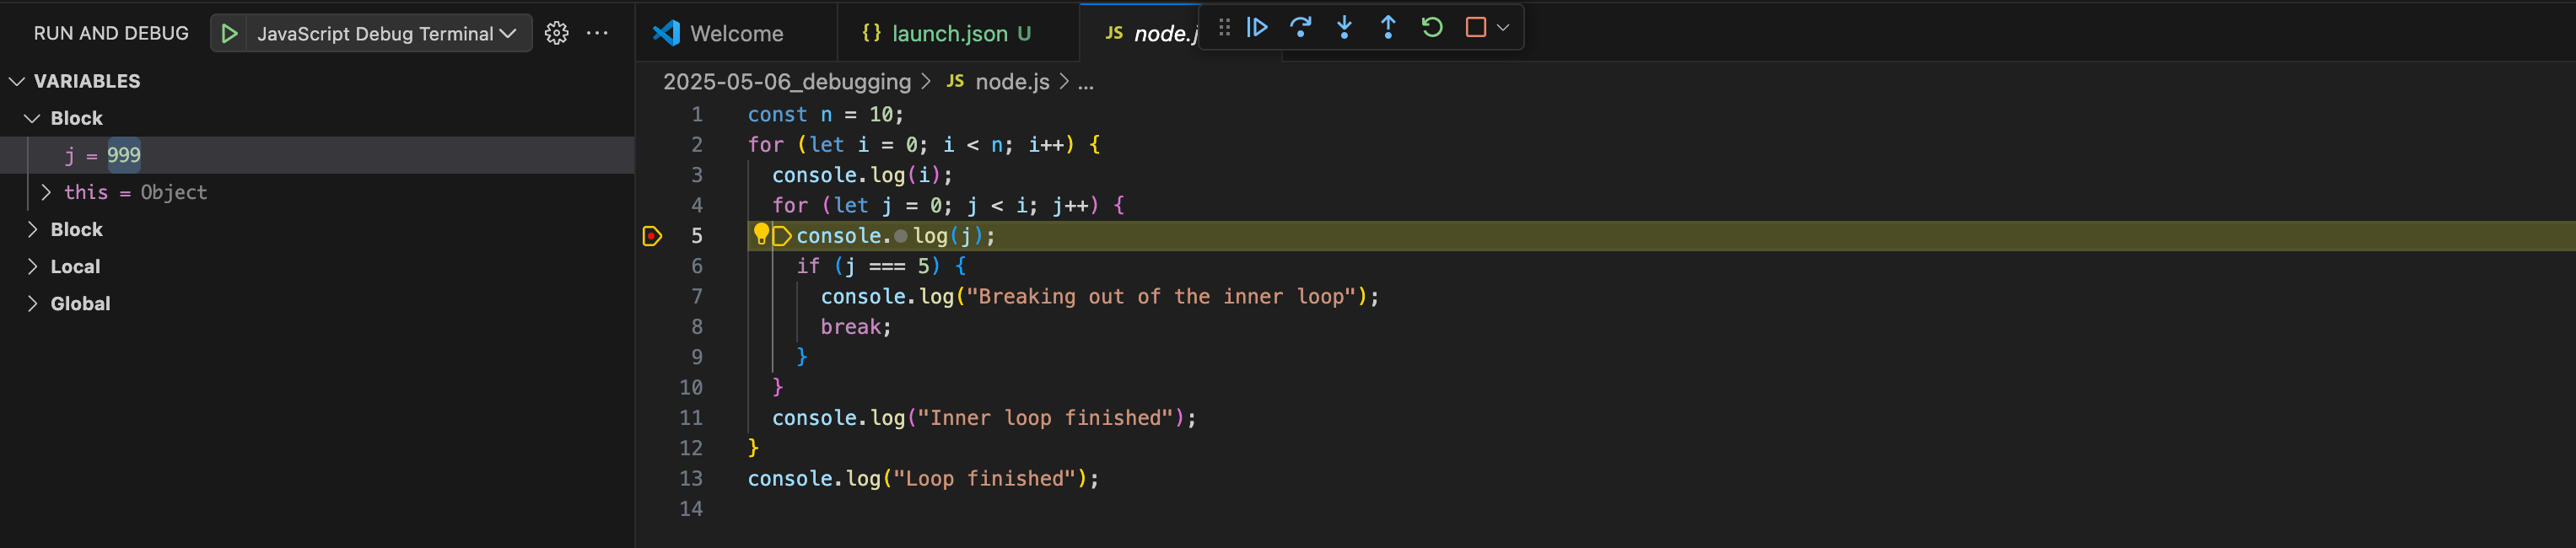 RUN AND DEBUG JavaScript Debug Terminal
VARIABLES
Block
j = 999
this = Object
Block
Local
Global
Welcome {} launch.json U JS node.j
2025-05-06_debugging > JS node.js > ...
1 const n = 10;
2 for (let i = 0; i < n; i++) {
3 console.log(i);
4 for (let j = 0; j < i; j++) {
5 console.log(j);
6 if (j === 5) {
7 console.log("Breaking out of the inner loop");
8 break;
9 }
10 }
11 console.log("Inner loop finished");
12 }
13 console.log("Loop finished");
14